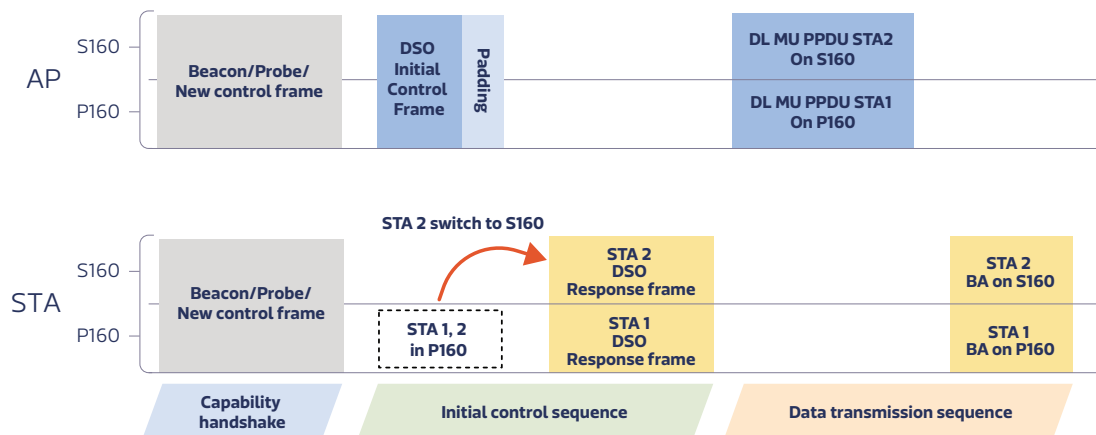 AP
S160
P160
Beacon/Probe/
New control frame
DSO
Initial
Control
Frame
Padding
DL MU PPDU STA2
On S160
DL MU PPDU STA1
On P160
STA 2 switch to S160
STA
S160
P160
Beacon/Probe/
New control frame
STA 1, 2
in P160
STA 2
DSO
Response frame
STA 1
DSO
Response frame
STA 2
BA on S160
STA 1
BA on P160
Capability
handshake
Initial control sequence
Data transmission sequence